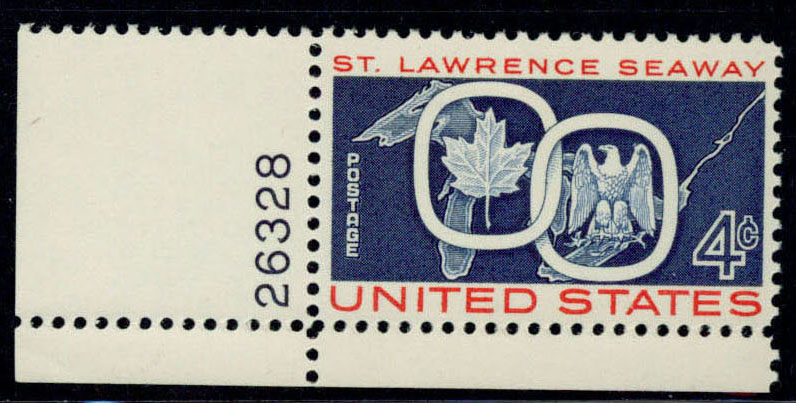 ST. LAWRENCE SEAWAY
POSTAGE
4¢
UNITED STATES
26328